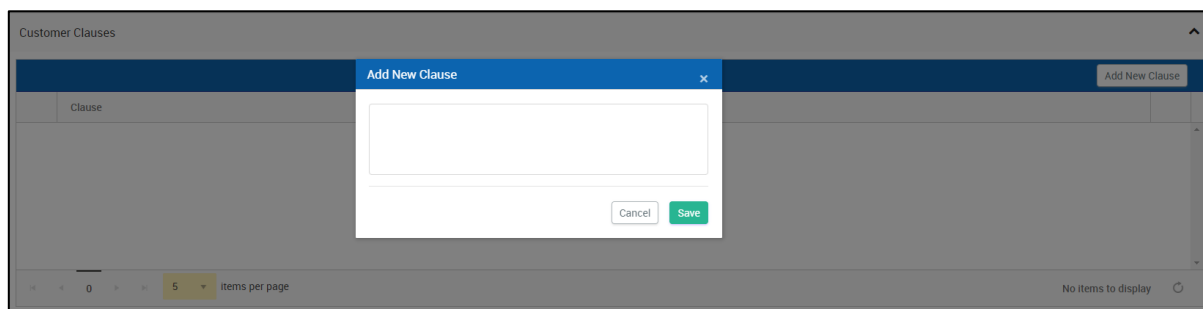 Customer Clauses
Add New Clause
Add New Clause
Clause
Cancel Save
0 5 items per page No items to display